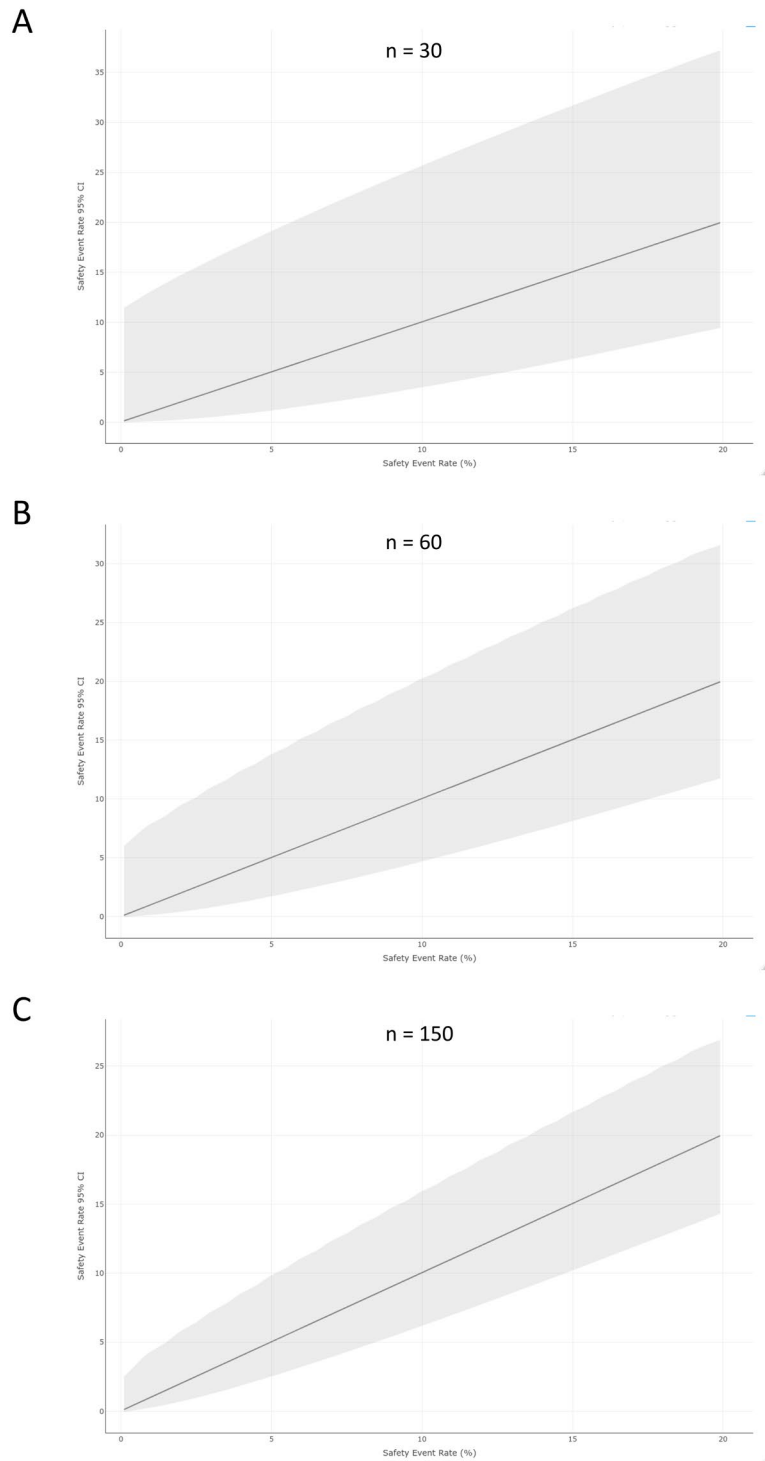 A
n = 30
35
30
25
20
15
10
5
0
Safety Event Rate 95% CI
0 5 10 15 20
Safety Event Rate (%)
B
n = 60
30
25
20
15
10
5
0
Safety Event Rate 95% CI
0 5 10 15 20
Safety Event Rate (%)
C
n = 150
25
20
15
10
5
0
Safety Event Rate 95% CI
0 5 10 15 20
Safety Event Rate (%)